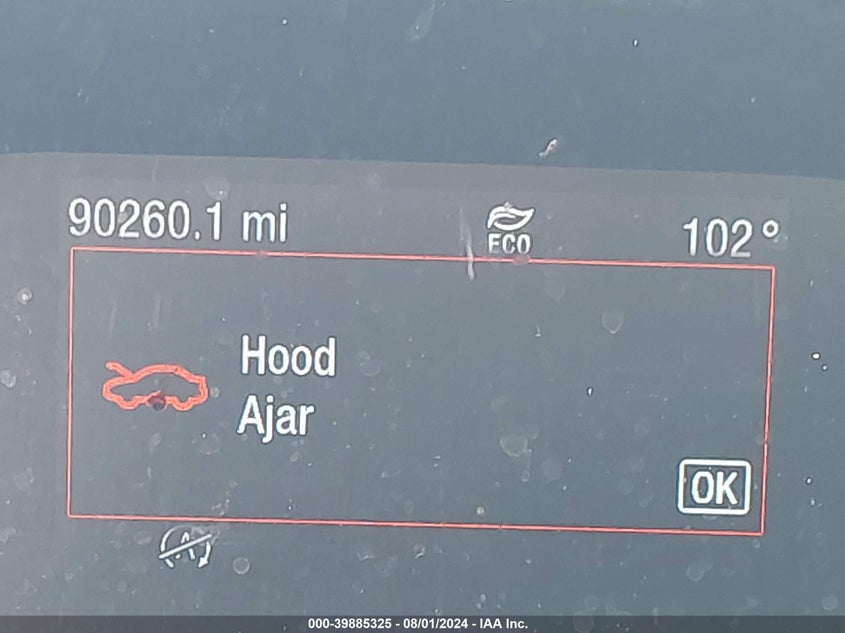 90260.1 mi
ECO
102°
Hood
Ajar
OK
A
000-39885325 - 08/01/2024 - IAA Inc.